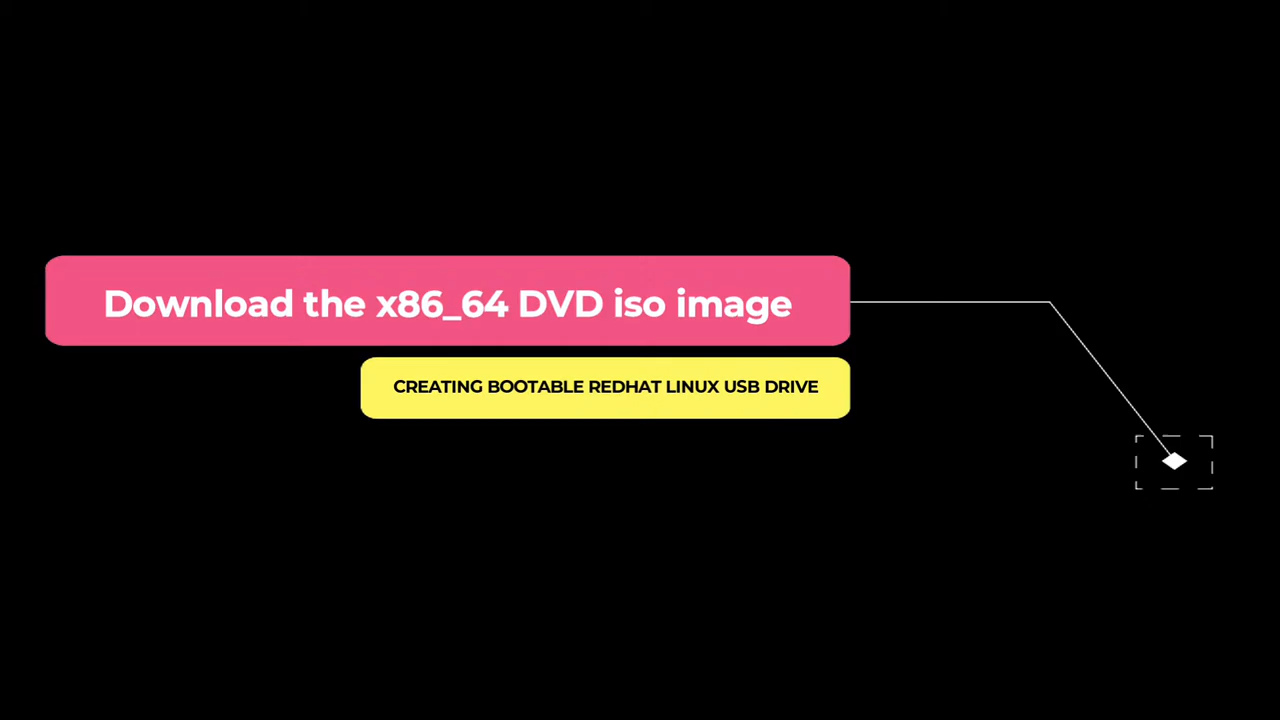 Download the x86_64 DVD iso image
CREATING BOOTABLE REDHAT LINUX USB DRIVE